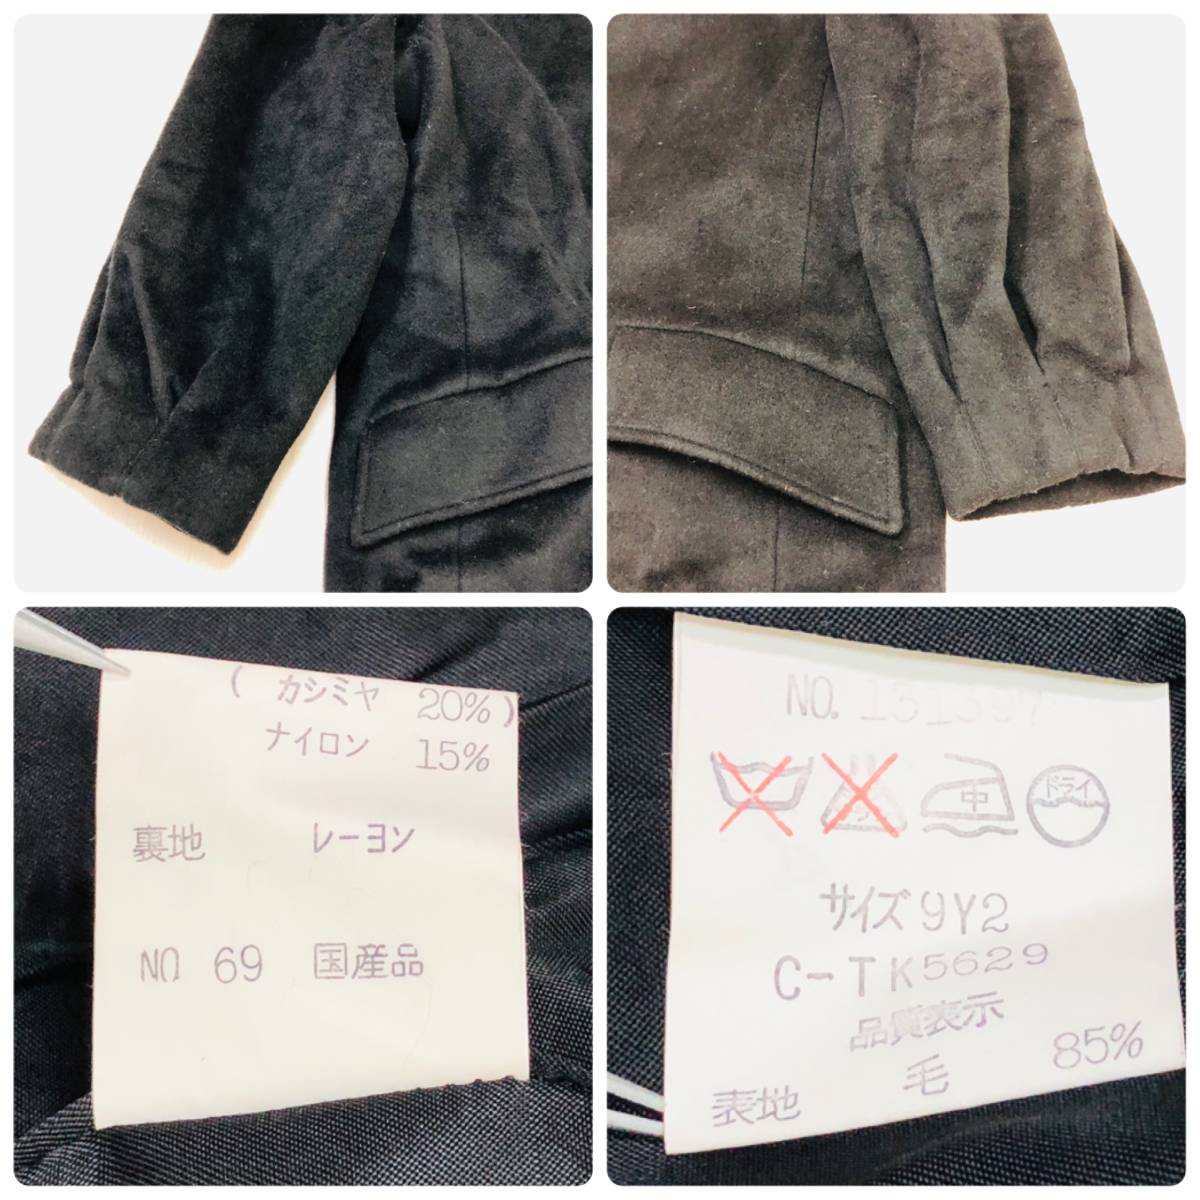 ( カシミヤ 20% )
ナイロン 15%
裏地 レーヨン
NO 69 国産品
NO. 131397
中 ドライ
サイズ 9Y2
C-TK5629
品質表示
表地 毛 85%